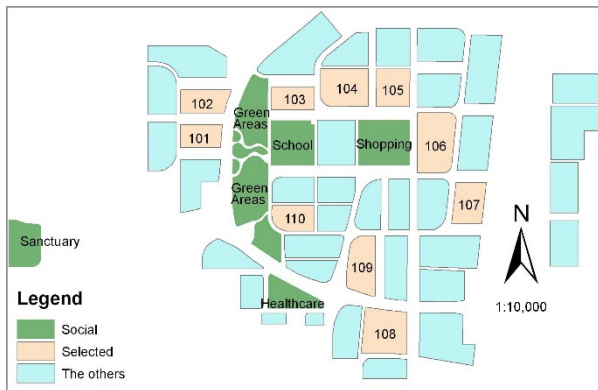 104
105
102
103
Green
Areas
101
School
Shopping
106
Green
Areas
107
110
N
Sanctuary
109
Healthcare
1:10,000
Legend
Social
Selected
The others
108